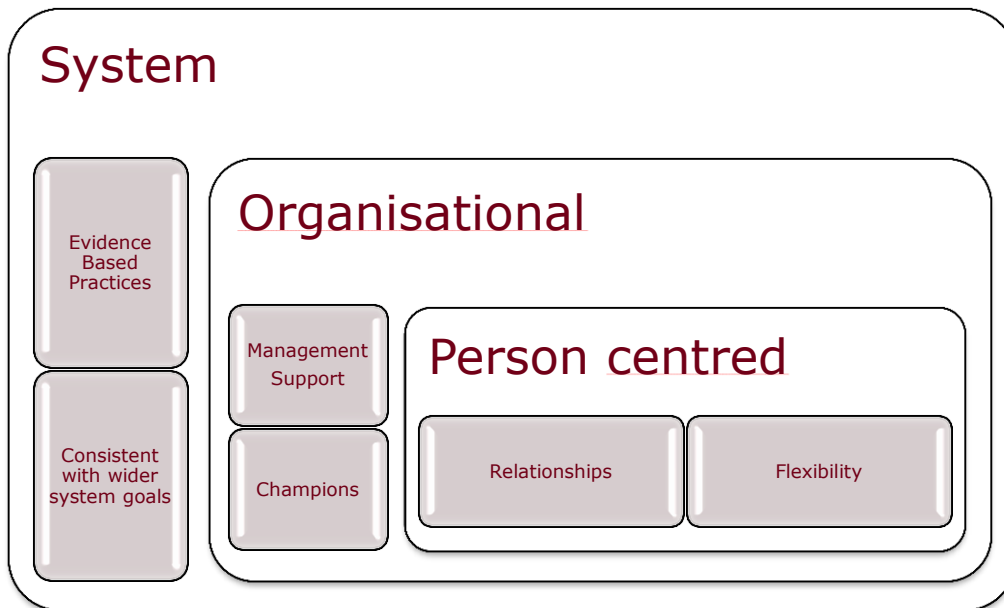 System
Evidence
Based
Practices
Consistent
with wider
system goals
Organisational
Management
Support
Champions
Person centred
Relationships
Flexibility